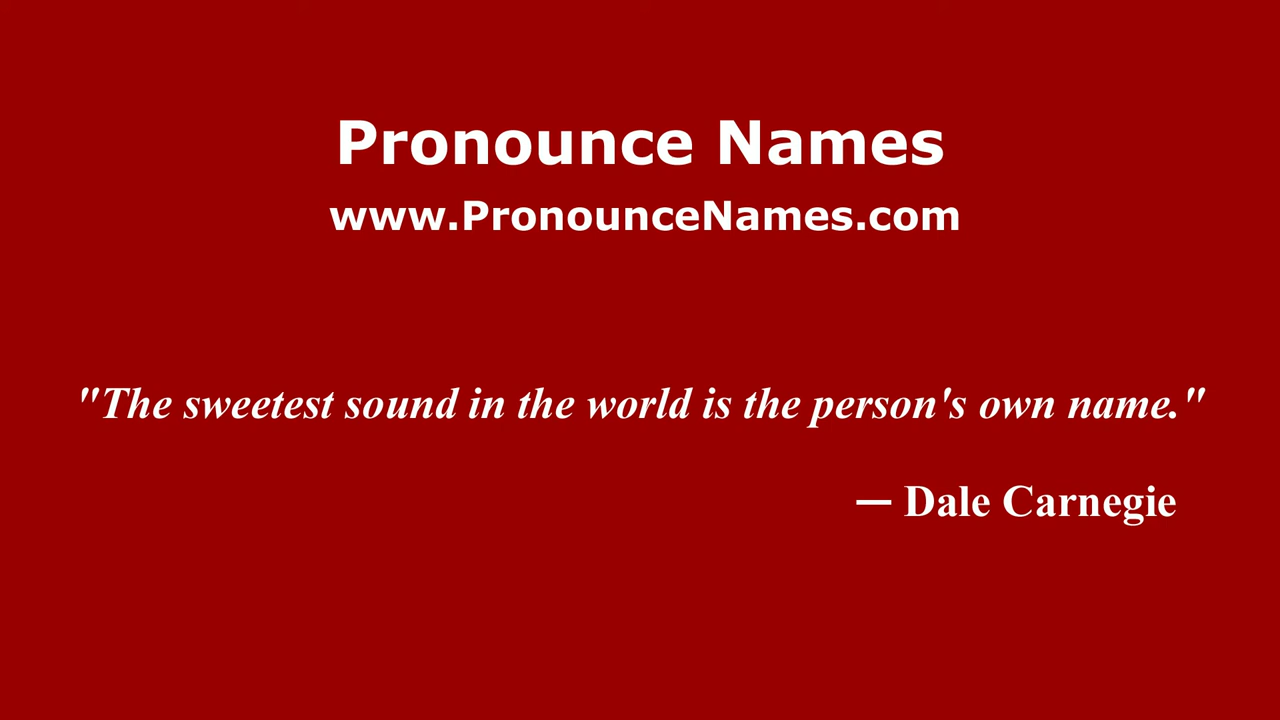 Pronounce Names
www.PronounceNames.com
"The sweetest sound in the world is the person's own name."
— Dale Carnegie